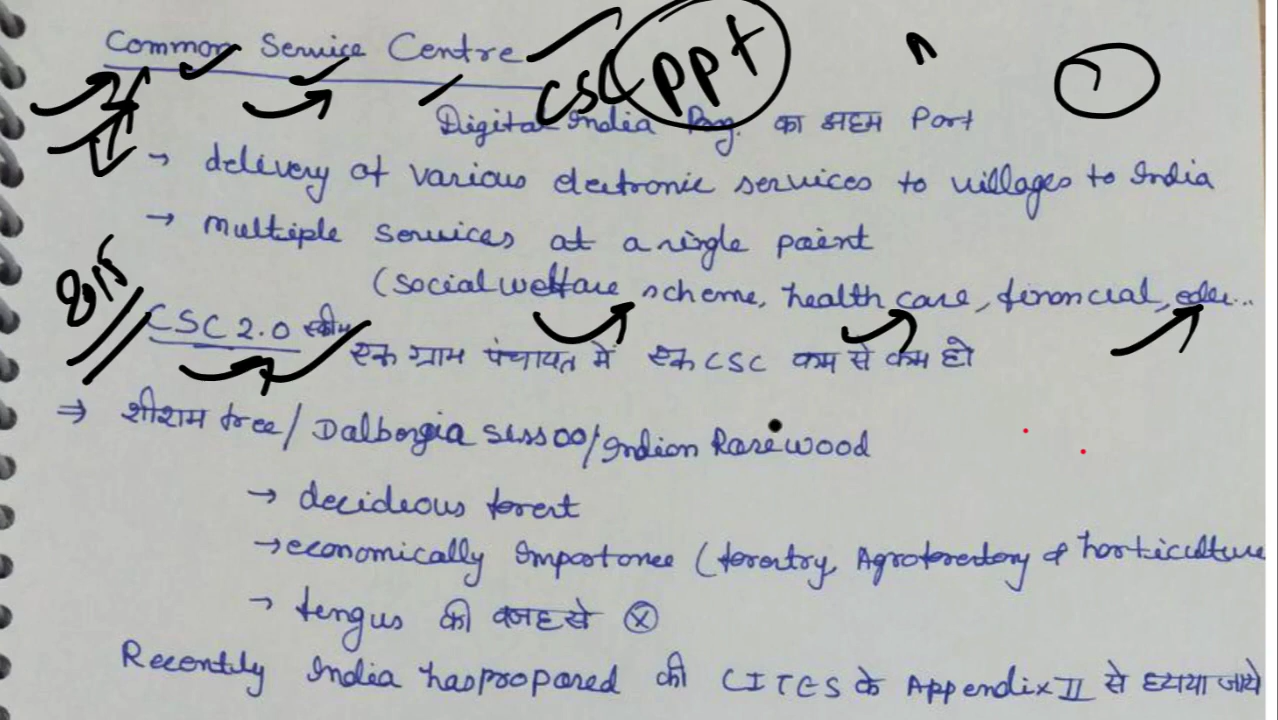 Common Service Centre
CSC ppt
Digital India Prog. का अहम Part
→ delivery of various electronic services to villages to India
→ multiple services at a single point
(social welfare scheme, health care, financial,
2015
CSC 2.0 स्कीम
एक ग्राम पंचायत में एक CSC कम से कम हो
⇒ शीशम tree/ Dalbergia sissoo/Indian Rosewood
→ decideous forest
→ economically Importance (forestry, Agroforestory & horticulture
→ fungus की वजह से ⓧ
Recently India has propared की CITES के Appendix II से हटाया जाये